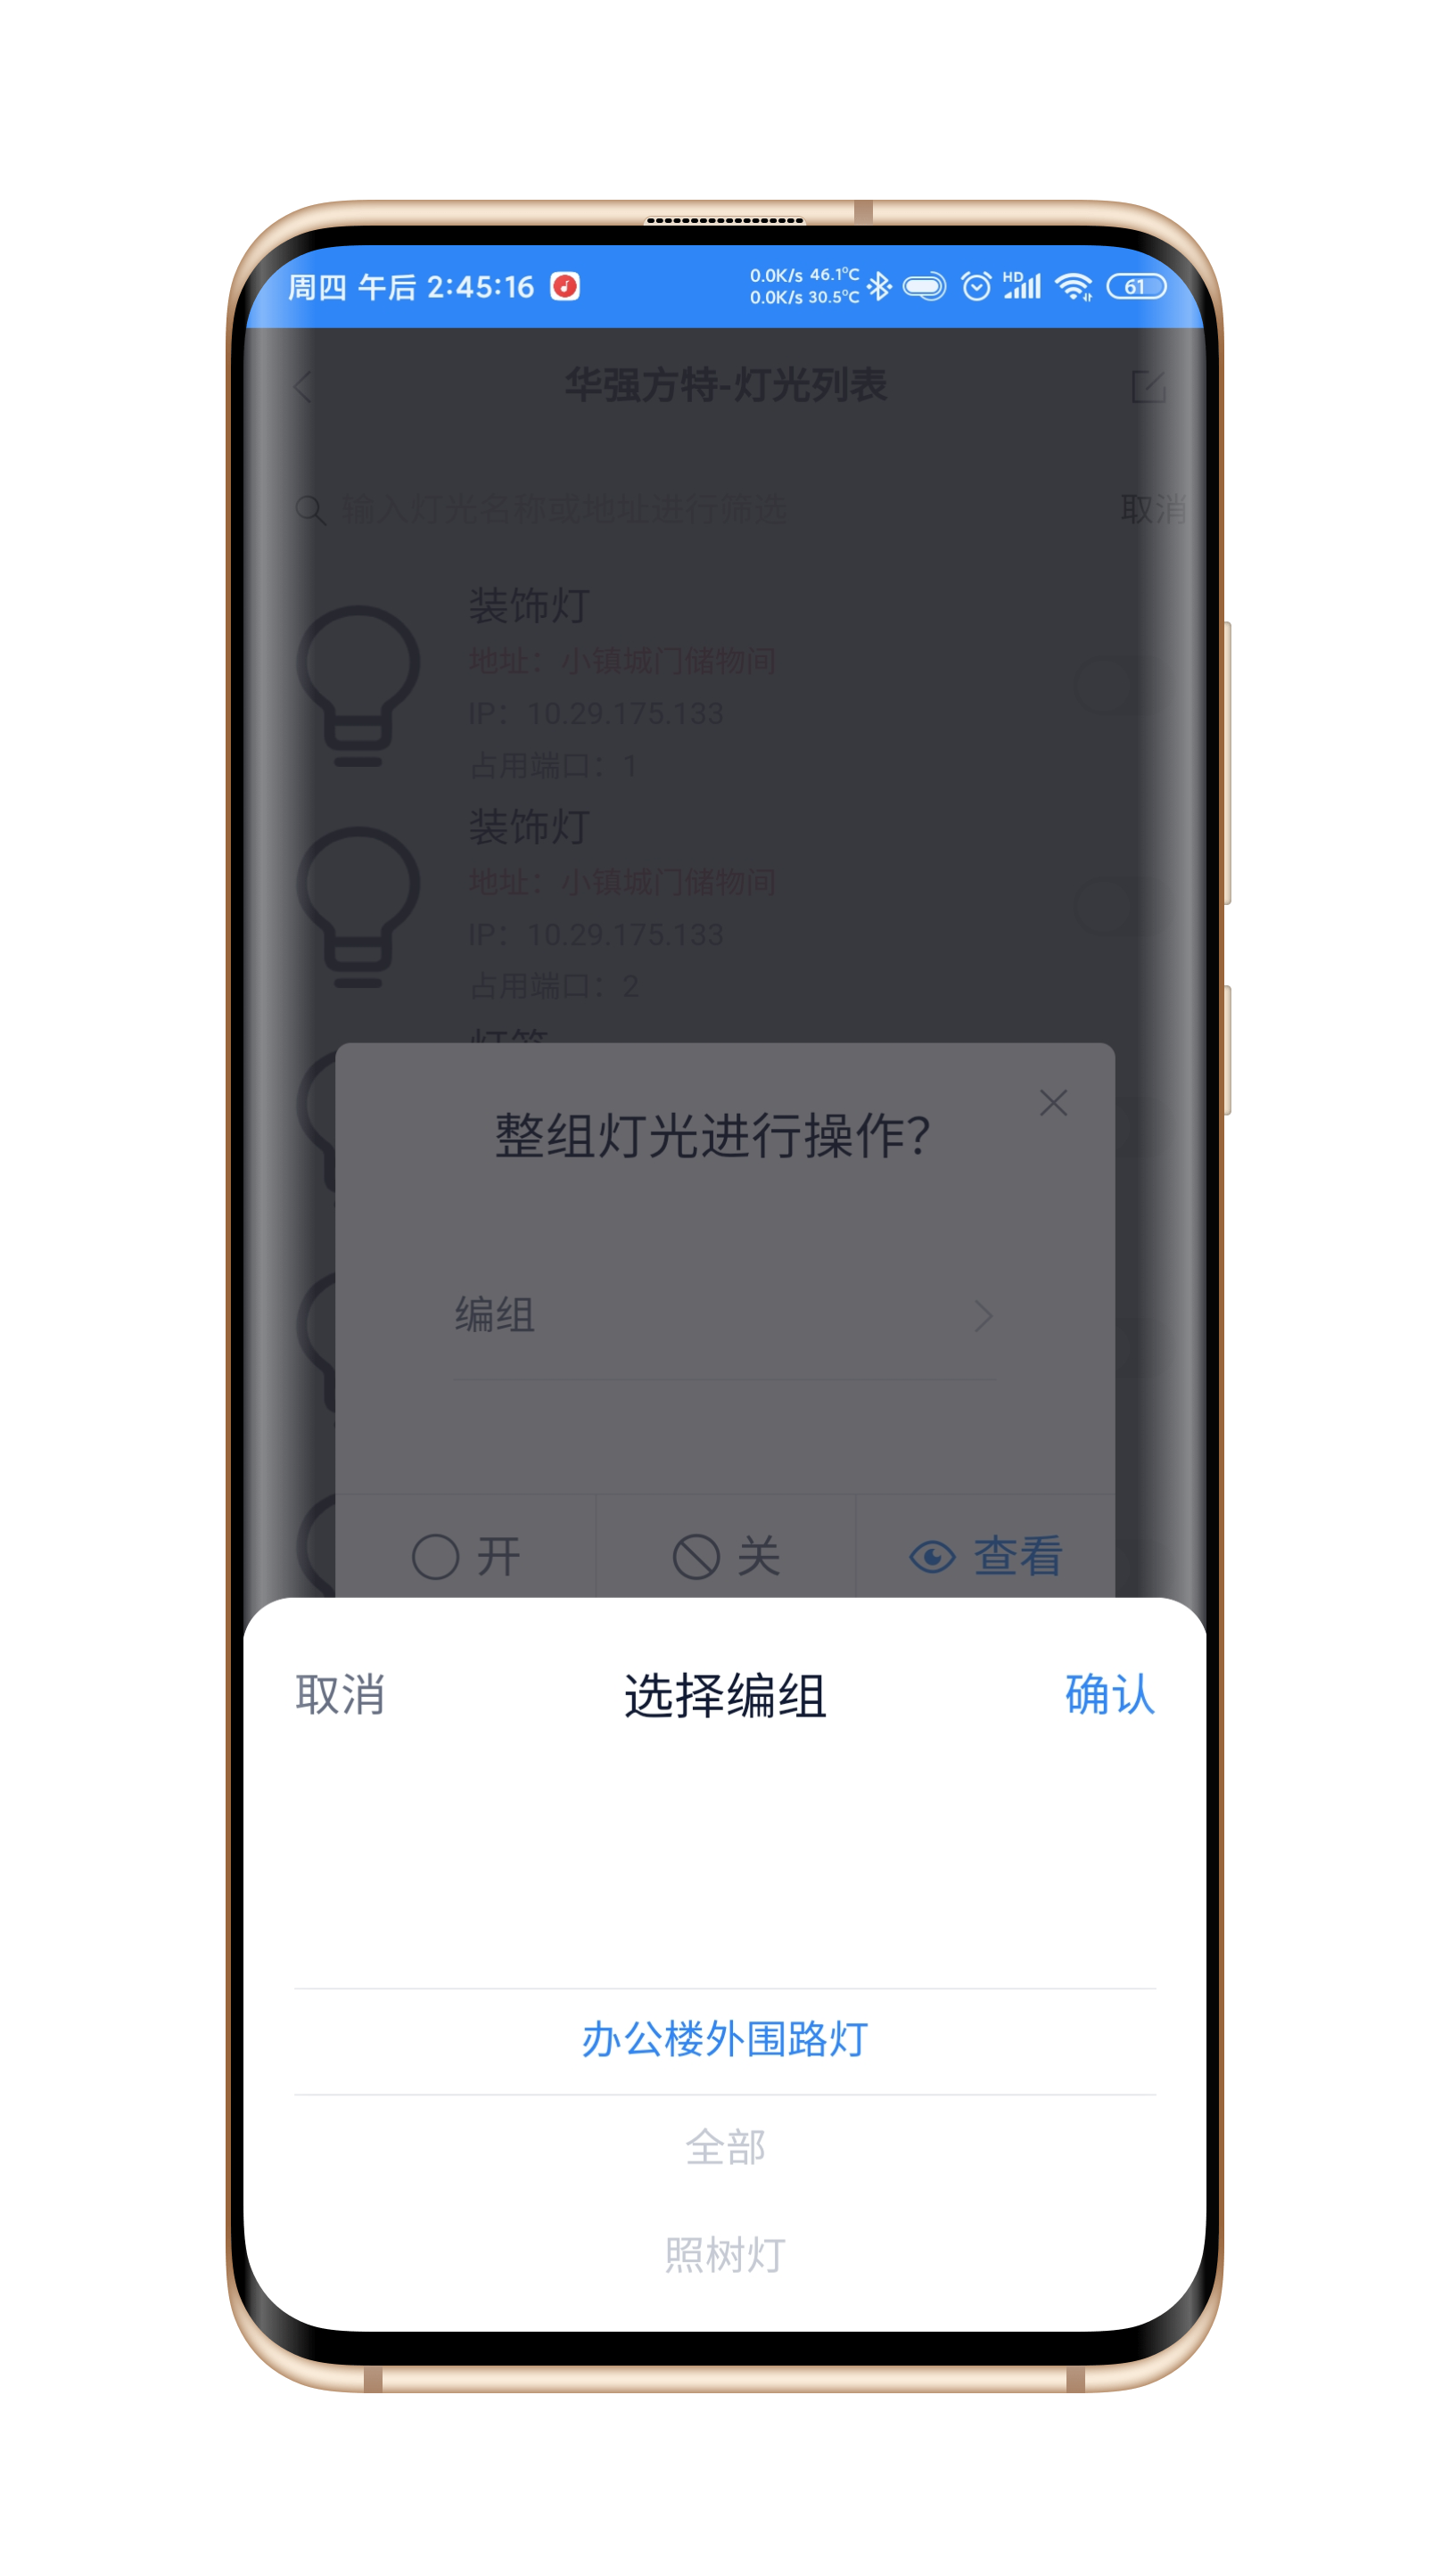 周四 午后 2:45:16
0.0K/s 46.1°C
0.0K/s 30.5°C
HD
61
华强方特-灯光列表
输入灯光名称或地址进行筛选
取消
装饰灯
地址：小镇城门储物间
IP：10.29.175.133
占用端口：1
装饰灯
地址：小镇城门储物间
IP：10.29.175.133
占用端口：2
整组灯光进行操作?
编组
开
关
查看
取消
选择编组
确认
办公楼外围路灯
全部
照树灯